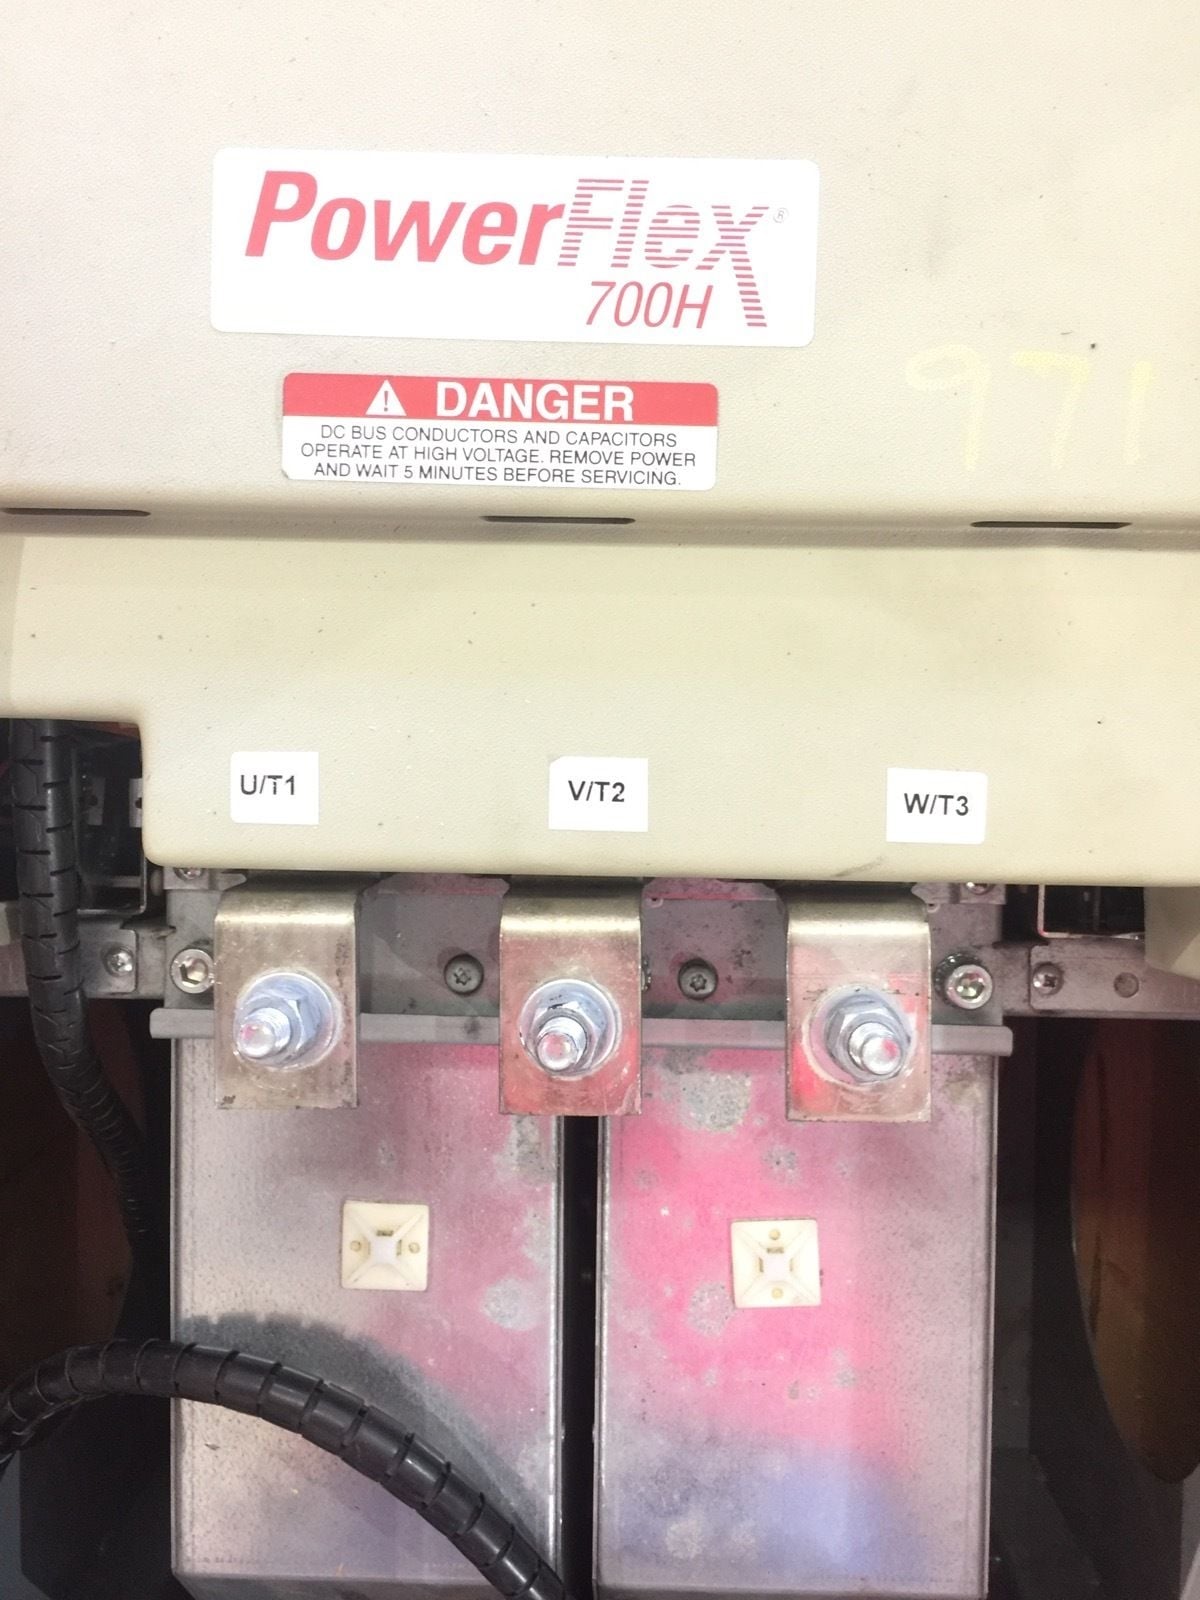 PowerFlex®
700H
DANGER
DC BUS CONDUCTORS AND CAPACITORS
OPERATE AT HIGH VOLTAGE. REMOVE POWER
AND WAIT 5 MINUTES BEFORE SERVICING.
971
U/T1
V/T2
W/T3